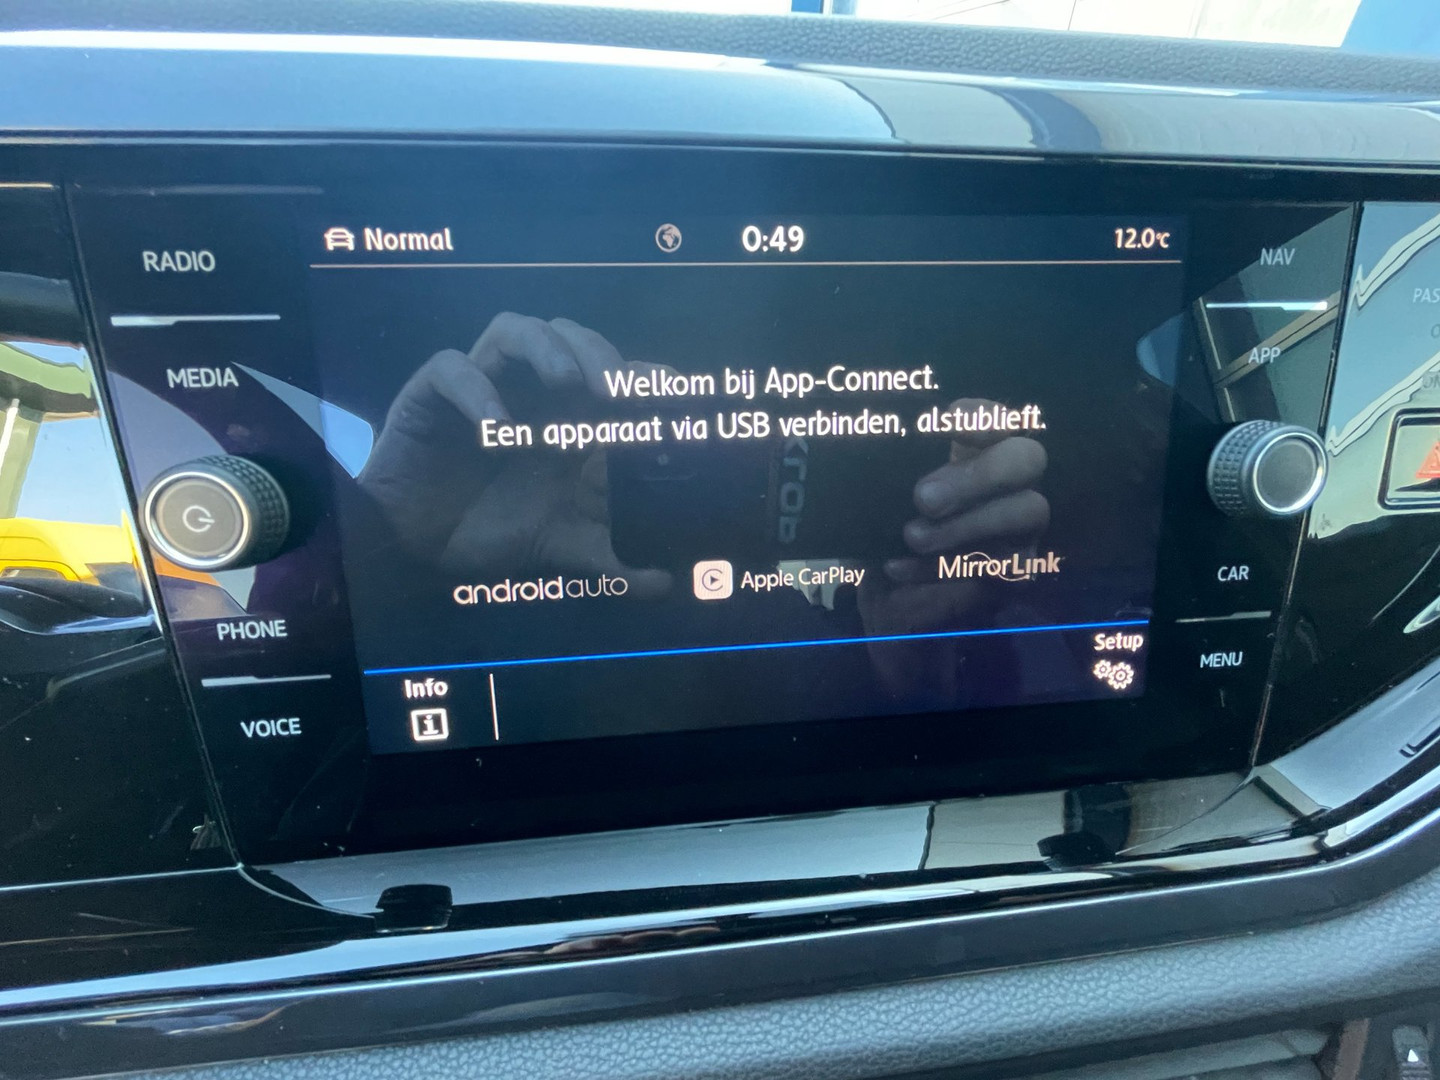 Normal
0:49
12.0°C
RADIO
MEDIA
PHONE
VOICE
Welkom bij App-Connect.
Een apparaat via USB verbinden, alstublieft.
androidauto
Apple CarPlay
MirrorLink
Info
i
Setup
NAV
APP
CAR
MENU